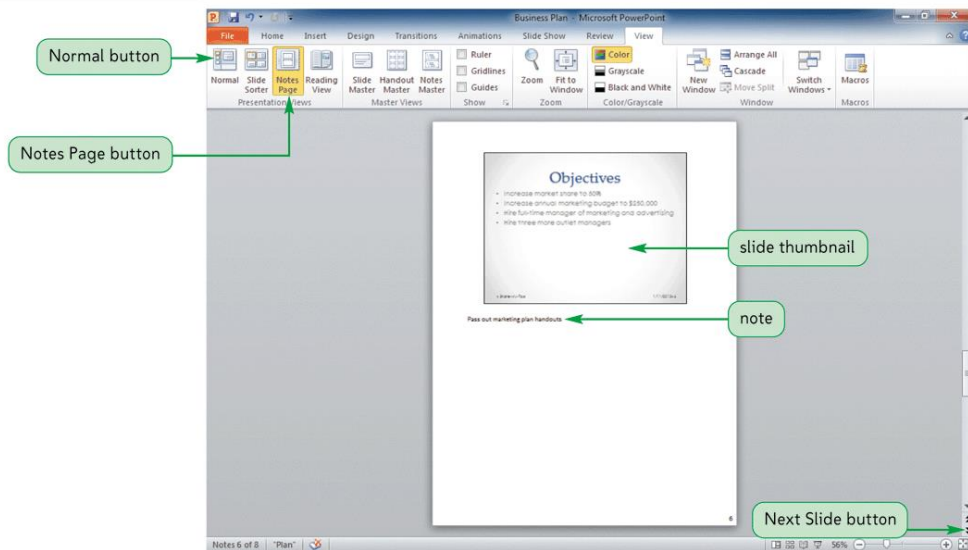 Business Plan - Microsoft PowerPoint
File Home Insert Design Transitions Animations Slide Show Review View
Normal button
Normal Slide Sorter Notes Page Reading View
Presentation Views
Slide Master Handout Master Notes Master
Master Views
Ruler
Gridlines
Guides
Show
Zoom Fit to Window
Zoom
Color
Grayscale
Black and White
Color/Grayscale
New Window
Arrange All
Cascade
Move Split
Switch Windows
Window
Macros
Macros
Notes Page button
Objectives
• Increase market share to 50%
• Increase annual marketing budget to $250,000
• Hire full-time manager of marketing and advertising
• Hire three more outlet managers
slide thumbnail
Pass out marketing plan handouts
note
6
Next Slide button
Notes 6 of 8 "Plan" 56%